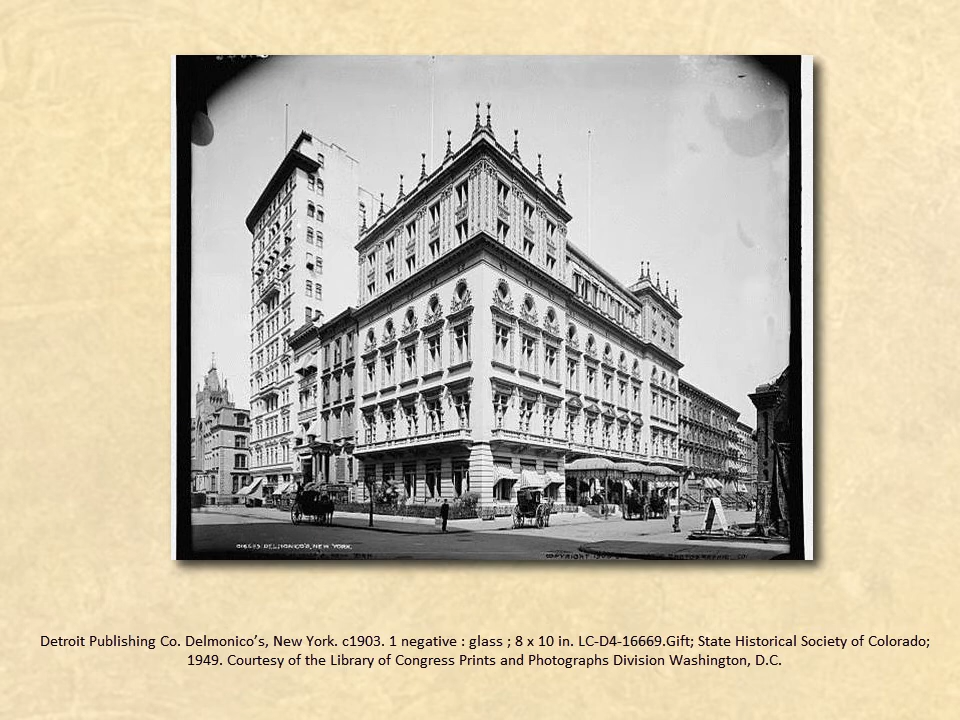 DELMONICO'S, NEW YORK.
COPYRIGHT
Detroit Publishing Co. Delmonico's, New York. c1903. 1 negative : glass ; 8 x 10 in. LC-D4-16669.Gift; State Historical Society of Colorado;
1949. Courtesy of the Library of Congress Prints and Photographs Division Washington, D.C.